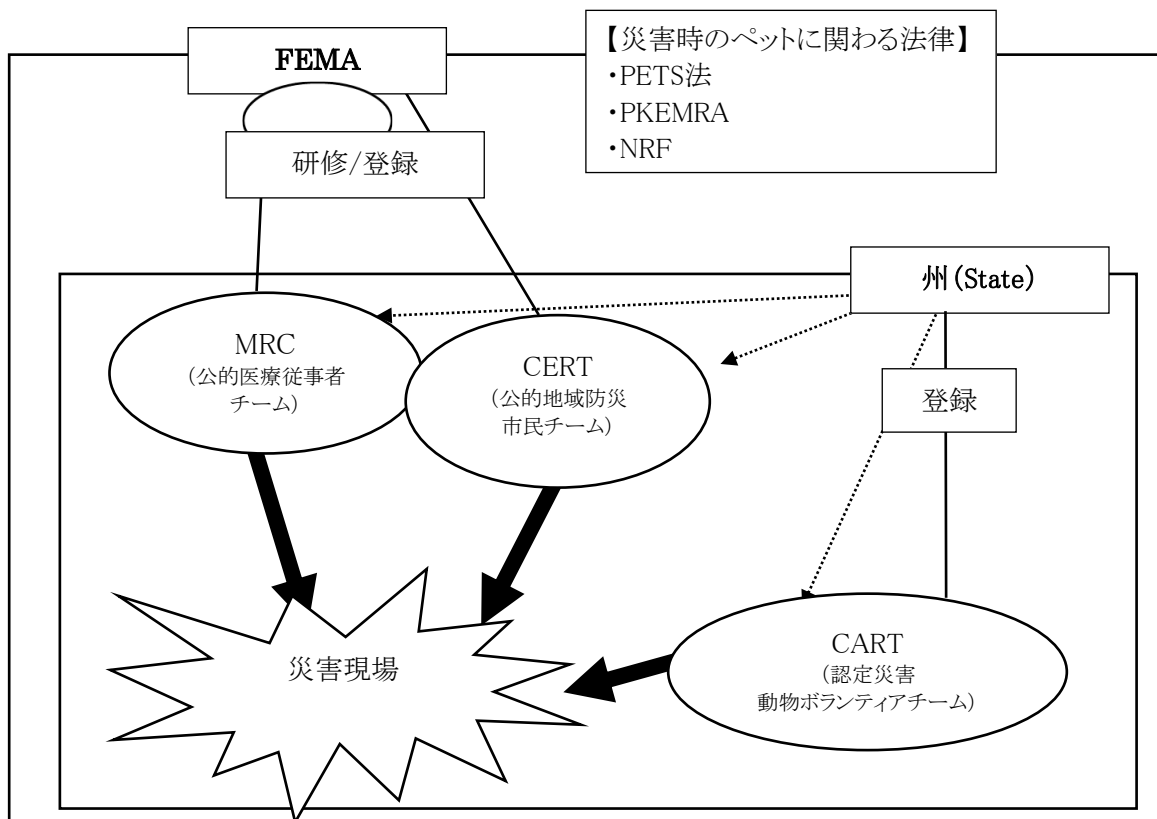 FEMA
【災害時のペットに関わる法律】
・PETS法
・PKEMRA
・NRF
研修/登録
州(State)
MRC
(公的医療従事者
チーム)
CERT
(公的地域防災
市民チーム)
登録
災害現場
CART
(認定災害
動物ボランティアチーム)